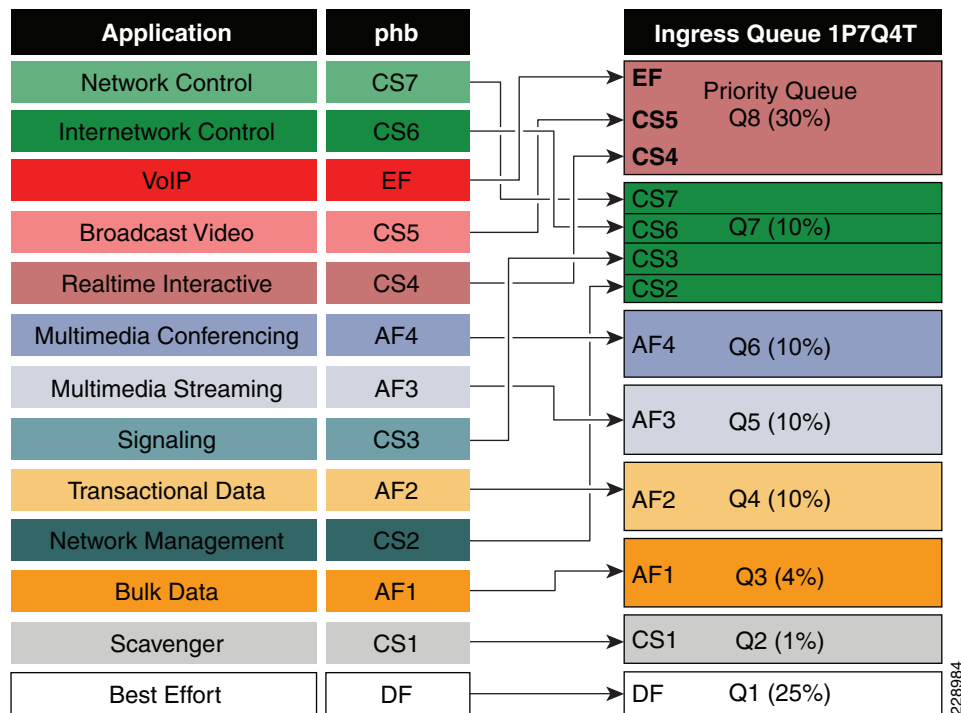 Application phb Ingress Queue 1P7Q4T
Network Control CS7 EF Priority Queue
Q8 (30%)
Internetwork Control CS6 CS5
VoIP EF CS4
CS7
Broadcast Video CS5 CS6 Q7 (10%)
CS3
Realtime Interactive CS4 CS2
Multimedia Conferencing AF4 AF4 Q6 (10%)
Multimedia Streaming AF3 AF3 Q5 (10%)
Signaling CS3
Transactional Data AF2 AF2 Q4 (10%)
Network Management CS2
Bulk Data AF1 AF1 Q3 (4%)
Scavenger CS1 CS1 Q2 (1%)
Best Effort DF DF Q1 (25%)
228984